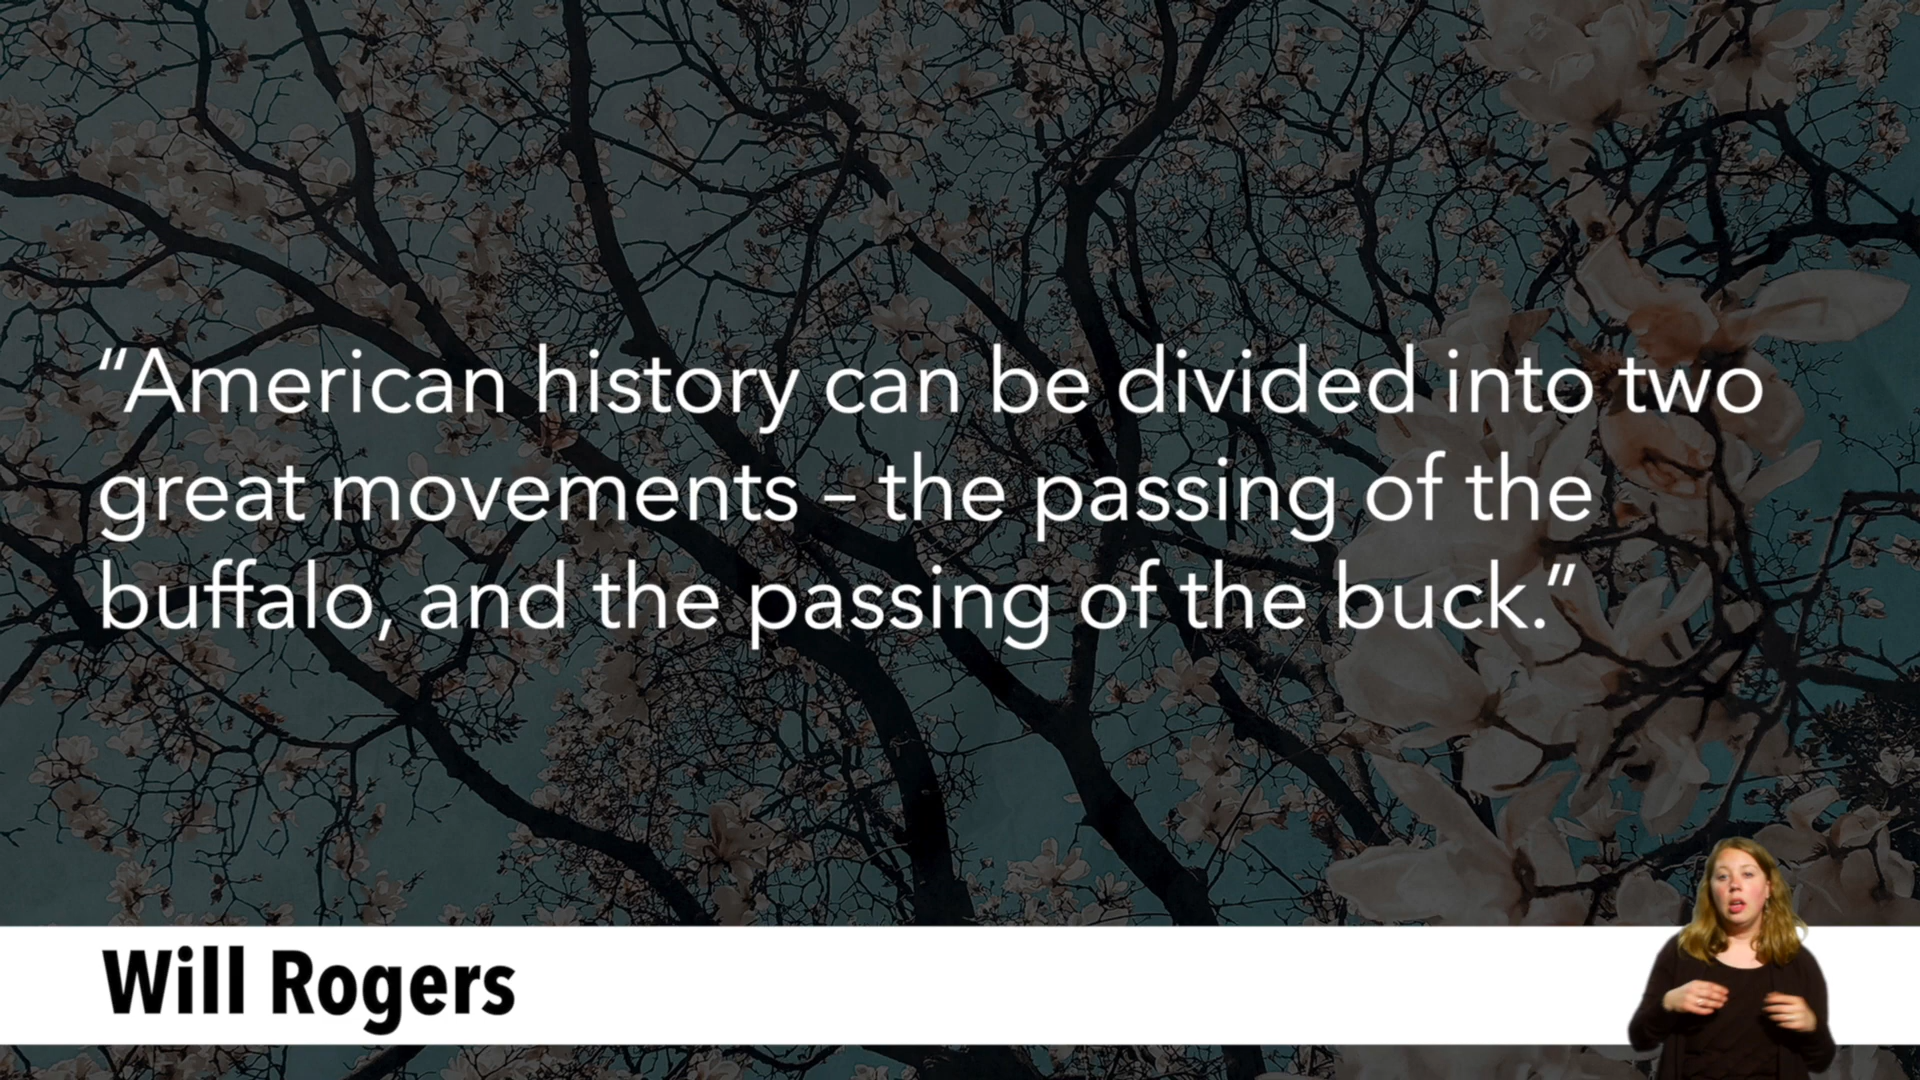 “American history can be divided into two
great movements – the passing of the
buffalo, and the passing of the buck.”
Will Rogers